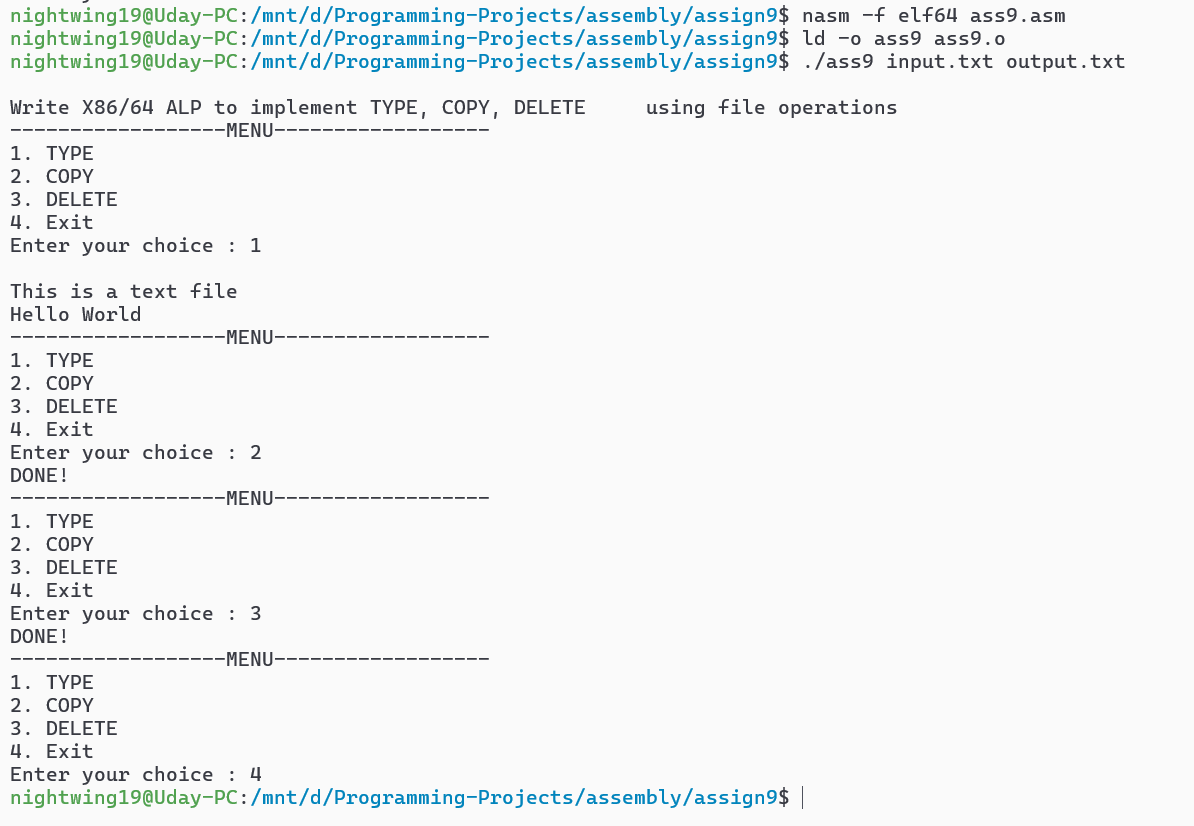 nightwing19@Uday-PC:/mnt/d/Programming-Projects/assembly/assign9$ nasm -f elf64 ass9.asm
nightwing19@Uday-PC:/mnt/d/Programming-Projects/assembly/assign9$ ld -o ass9 ass9.o
nightwing19@Uday-PC:/mnt/d/Programming-Projects/assembly/assign9$ ./ass9 input.txt output.txt
Write X86/64 ALP to implement TYPE, COPY, DELETE     using file operations
------------------MENU------------------
1. TYPE
2. COPY
3. DELETE
4. Exit
Enter your choice : 1
This is a text file
Hello World
------------------MENU------------------
1. TYPE
2. COPY
3. DELETE
4. Exit
Enter your choice : 2
DONE!
------------------MENU------------------
1. TYPE
2. COPY
3. DELETE
4. Exit
Enter your choice : 3
DONE!
------------------MENU------------------
1. TYPE
2. COPY
3. DELETE
4. Exit
Enter your choice : 4
nightwing19@Uday-PC:/mnt/d/Programming-Projects/assembly/assign9$